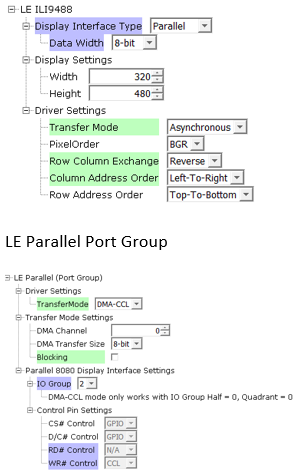 LE ILI9488
Display Interface Type Parallel
Data Width 8-bit
Display Settings
Width 320
Height 480
Driver Settings
Transfer Mode Asynchronous
PixelOrder BGR
Row Column Exchange Reverse
Column Address Order Left-To-Right
Row Address Order Top-To-Bottom
LE Parallel Port Group
LE Parallel (Port Group)
Driver Settings
TransferMode DMA-CCL
Transfer Mode Settings
DMA Channel 0
DMA Transfer Size 8-bit
Blocking
Parallel 8080 Display Interface Settings
IO Group 2
DMA-CCL mode only works with IO Group Half = 0, Quadrant = 0
Control Pin Settings
CS# Control GPIO
D/C# Control GPIO
RD# Control N/A
WR# Control CCL